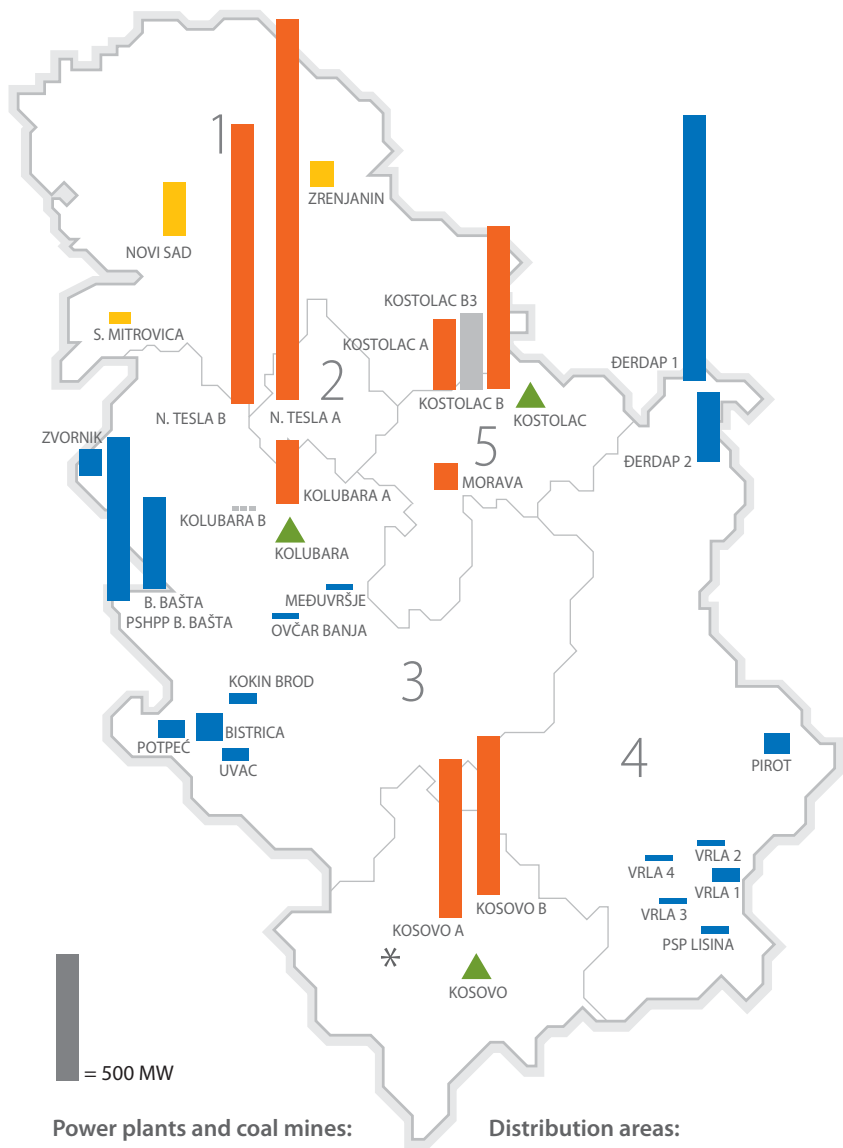 1
ZRENJANIN
NOVI SAD
KOSTOLAC B3
S. MITROVICA
KOSTOLAC A
ĐERDAP 1
2
KOSTOLAC B
N. TESLA B
N. TESLA A
KOSTOLAC
ZVORNIK
5
ĐERDAP 2
MORAVA
KOLUBARA A
KOLUBARA B
KOLUBARA
B. BAŠTA
MEĐUVRŠJE
PSHPP B. BAŠTA
OVČAR BANJA
3
KOKIN BROD
BISTRICA
POTPEĆ
4
UVAC
PIROT
VRLA 2
VRLA 4
VRLA 1
KOSOVO B
VRLA 3
KOSOVO A
PSP LISINA
*
KOSOVO
= 500 MW
Power plants and coal mines:
Distribution areas: